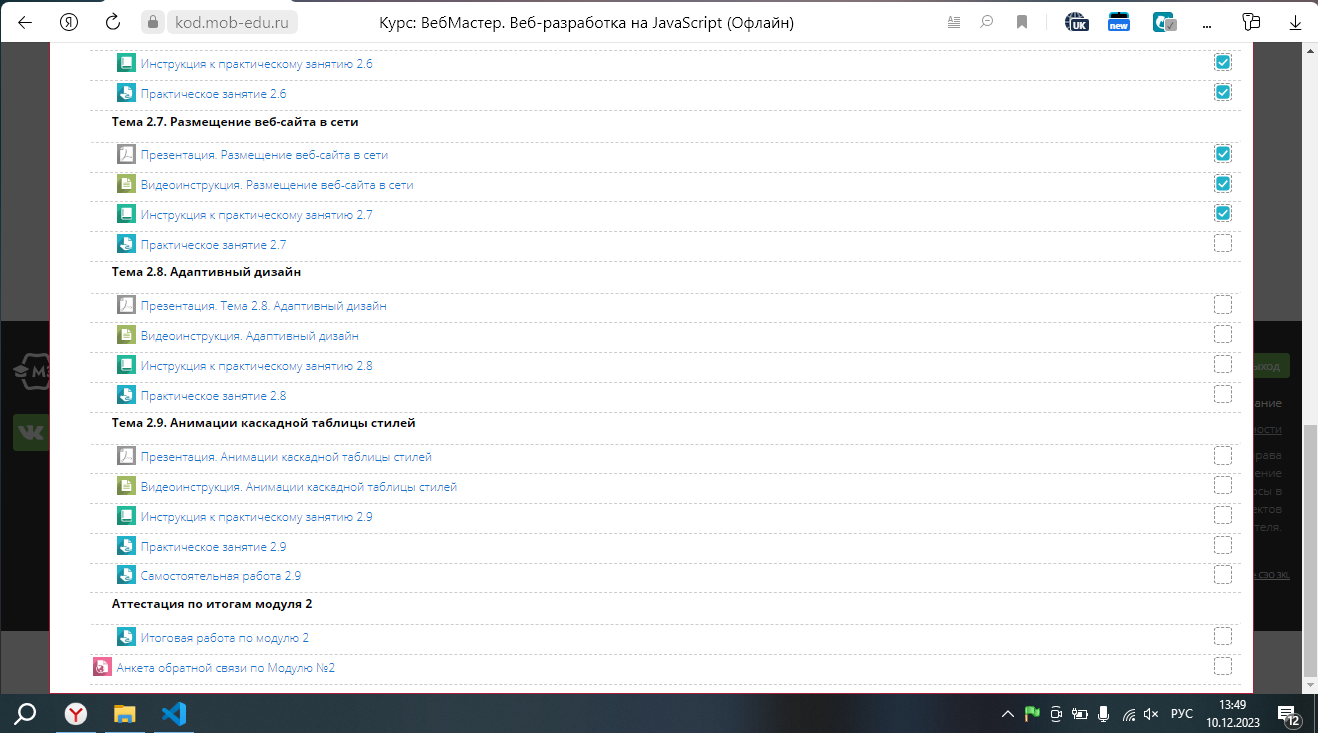 kod.mob-edu.ru
Курс: ВебМастер. Веб-разработка на JavaScript (Офлайн)
UK
new
...
Инструкция к практическому занятию 2.6
Практическое занятие 2.6
Тема 2.7. Размещение веб-сайта в сети
Презентация. Размещение веб-сайта в сети
Видеоинструкция. Размещение веб-сайта в сети
Инструкция к практическому занятию 2.7
Практическое занятие 2.7
Тема 2.8. Адаптивный дизайн
Презентация. Тема 2.8. Адаптивный дизайн
Видеоинструкция. Адаптивный дизайн
Инструкция к практическому занятию 2.8
Практическое занятие 2.8
Тема 2.9. Анимации каскадной таблицы стилей
Презентация. Анимации каскадной таблицы стилей
Видеоинструкция. Анимации каскадной таблицы стилей
Инструкция к практическому занятию 2.9
Практическое занятие 2.9
Самостоятельная работа 2.9
Аттестация по итогам модуля 2
Итоговая работа по модулю 2
Анкета обратной связи по Модулю №2
РУС
13:49
10.12.2023
12